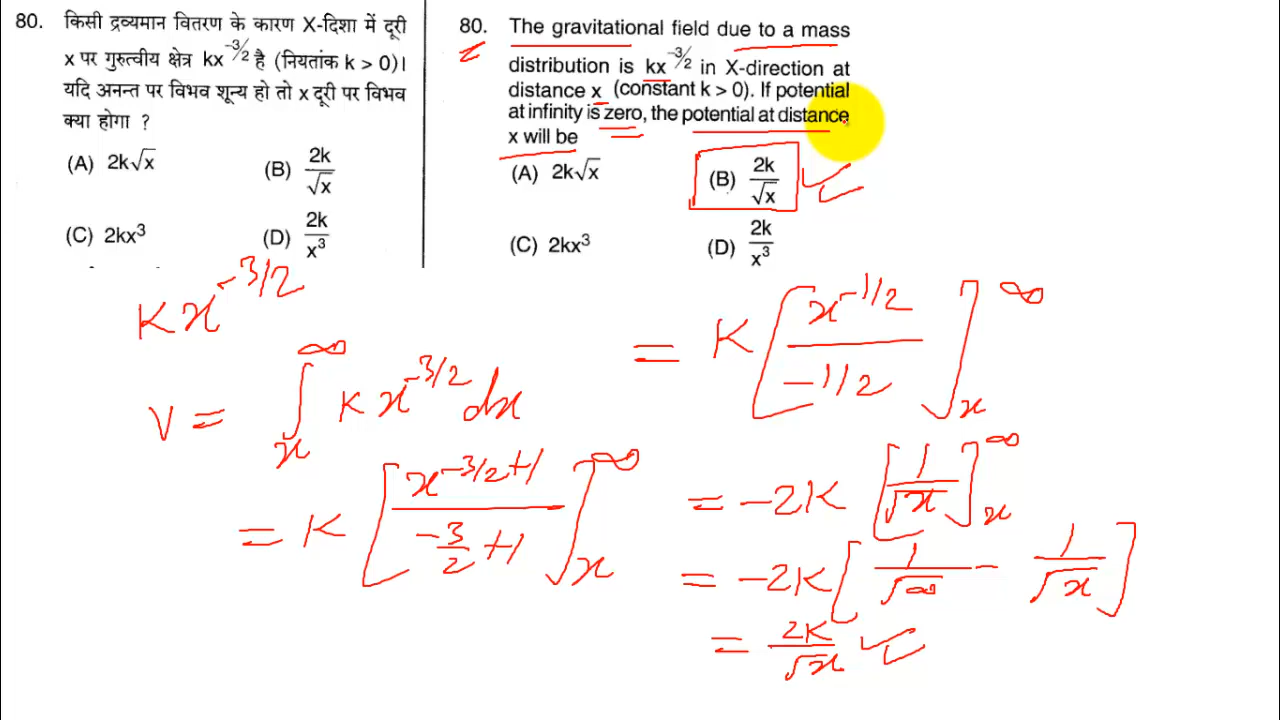 80. किसी द्रव्यमान वितरण के कारण X-दिशा में दूरी
x पर गुरुत्वीय क्षेत्र kx^-3/2 है (नियतांक k > 0)।
यदि अनन्त पर विभव शून्य हो तो x दूरी पर विभव
क्या होगा ?
(A) 2k√x (B) 2k/√x
(C) 2kx³ (D) 2k/x³
80. The gravitational field due to a mass
distribution is kx^-3/2 in X-direction at
distance x (constant k > 0). If potential
at infinity is zero, the potential at distance
x will be
(A) 2k√x (B) 2k/√x
(C) 2kx³ (D) 2k/x³
Kx^-3/2
V = ∫_x^∞ Kx^-3/2 dx
= K [x^(-3/2+1) / (-3/2+1)]_x^∞
= K [x^-1/2 / -1/2]_x^∞
= -2K [1/√x]_x^∞
= -2K [1/√∞ - 1/√x]
= 2K/√x